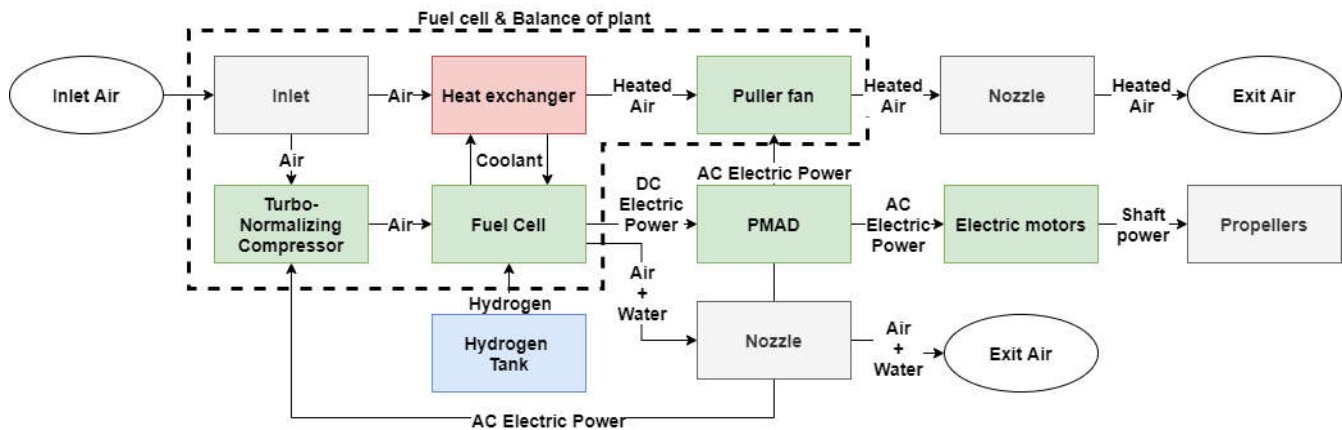 Fuel cell & Balance of plant
Inlet Air
Inlet
Air
Heat exchanger
Heated
Air
Puller fan
Heated
Air
Nozzle
Heated
Air
Exit Air
Air
Coolant
AC Electric Power
Turbo-
Normalizing
Compressor
Air
Fuel Cell
DC
Electric
Power
PMAD
AC
Electric
Power
Electric motors
Shaft
power
Propellers
Air
+
Water
Hydrogen
Hydrogen
Tank
Nozzle
Air
+
Water
Exit Air
AC Electric Power